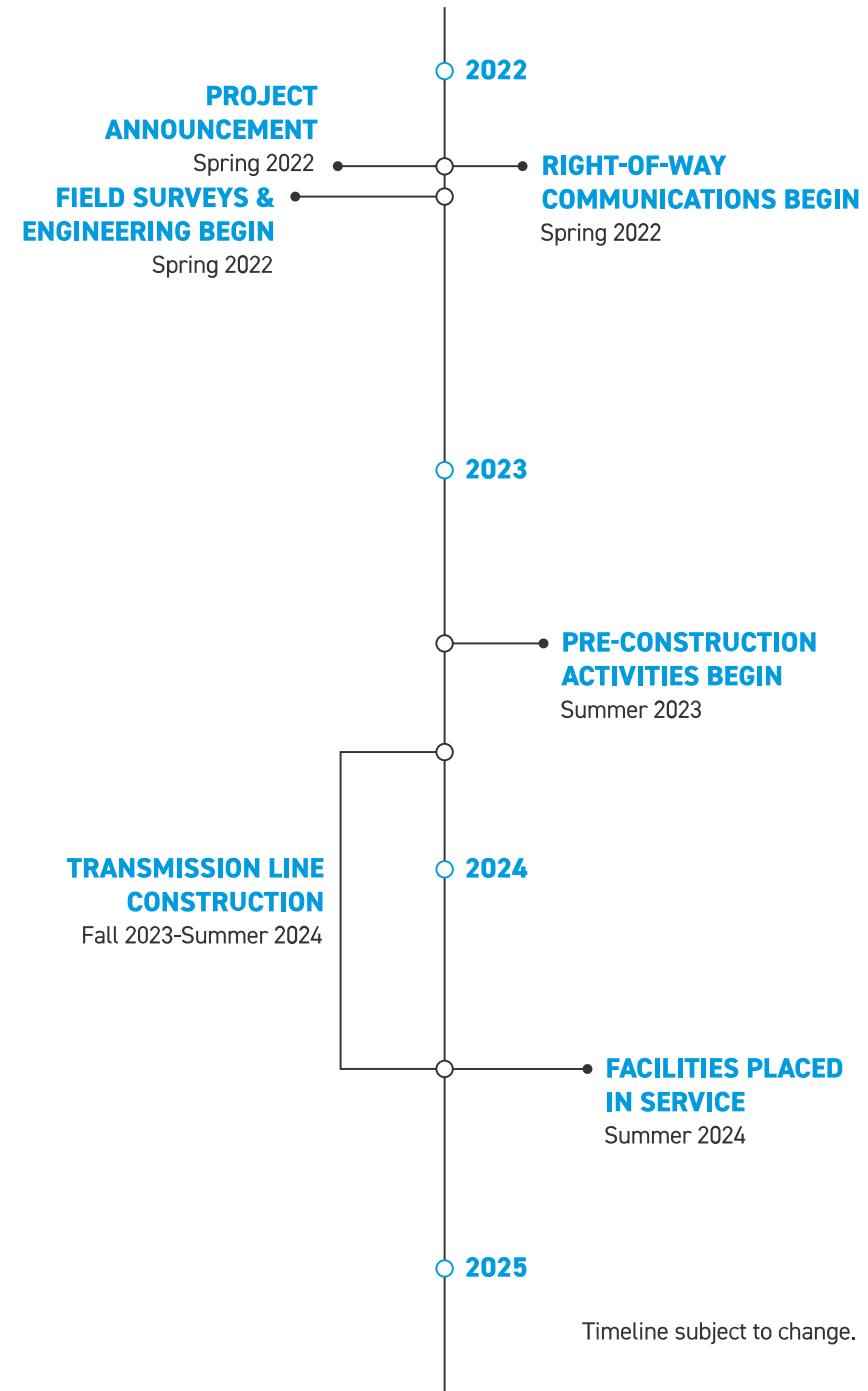 2022
PROJECT
ANNOUNCEMENT
Spring 2022
RIGHT-OF-WAY
COMMUNICATIONS BEGIN
Spring 2022
FIELD SURVEYS &
ENGINEERING BEGIN
Spring 2022
2023
PRE-CONSTRUCTION
ACTIVITIES BEGIN
Summer 2023
TRANSMISSION LINE
CONSTRUCTION
Fall 2023-Summer 2024
2024
FACILITIES PLACED
IN SERVICE
Summer 2024
2025
Timeline subject to change.